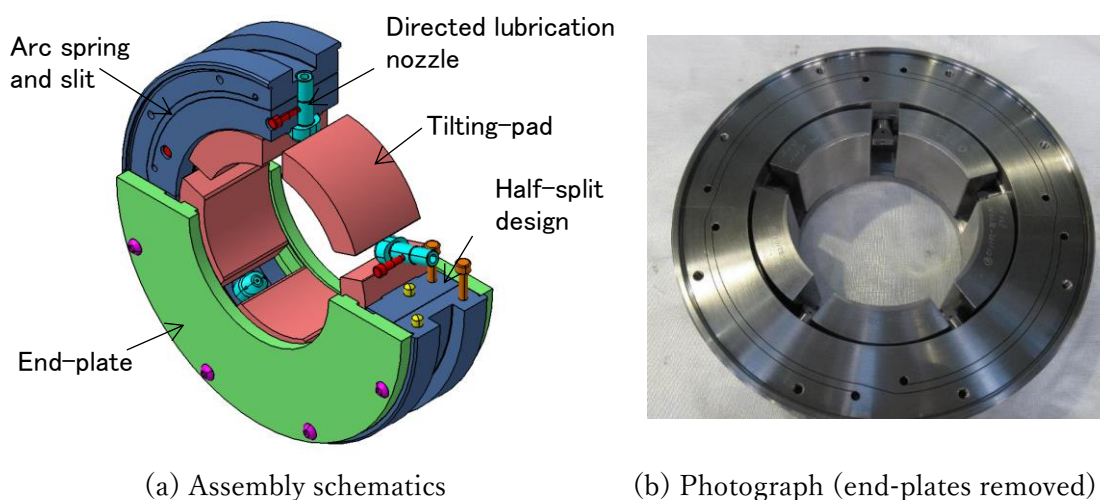 Arc spring
and slit
Directed lubrication
nozzle
Tilting-pad
Half-split
design
End-plate
(a) Assembly schematics
(b) Photograph (end-plates removed)